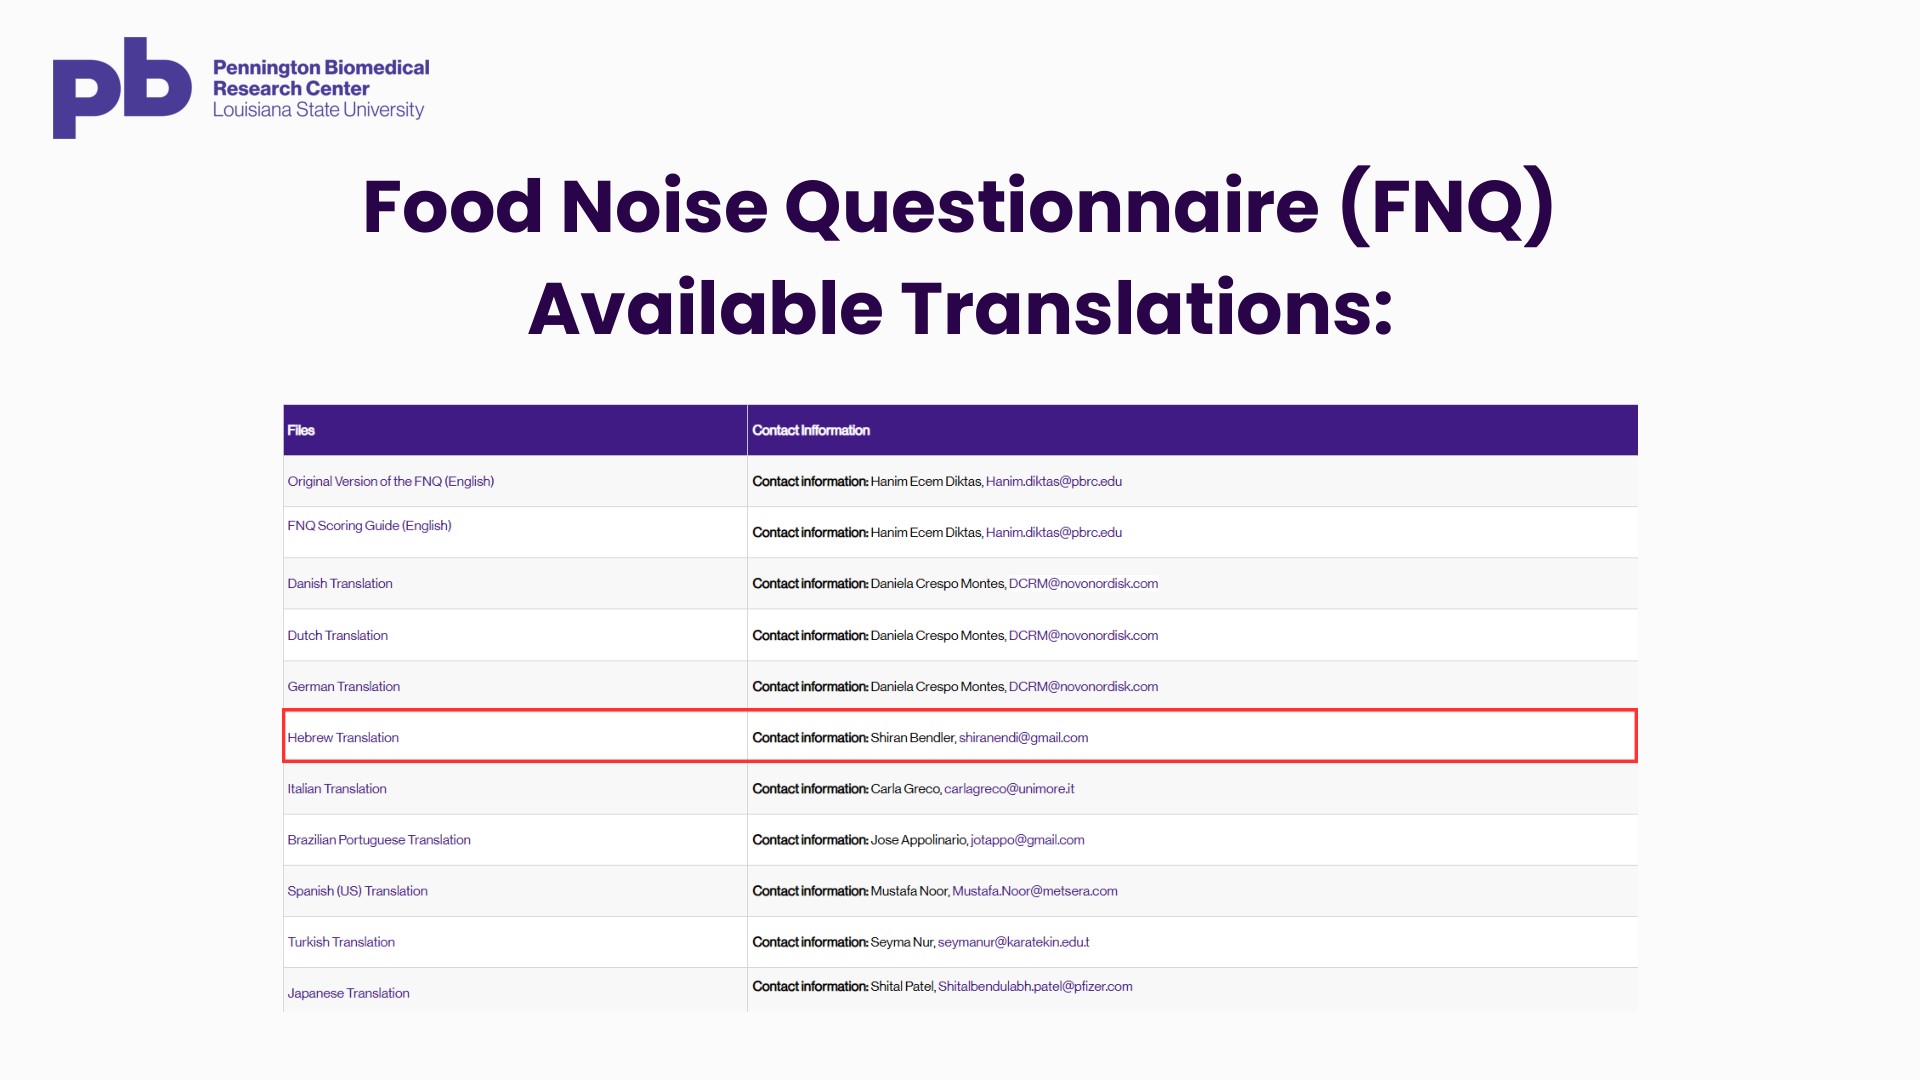 pb
Pennington Biomedical
Research Center
Louisiana State University
Food Noise Questionnaire (FNQ)
Available Translations:
Files Contact Infformation
Original Version of the FNQ (English) Contact information: Hanim Ecem Diktas, Hanim.diktas@pbrc.edu
FNQ Scoring Guide (English) Contact information: Hanim Ecem Diktas, Hanim.diktas@pbrc.edu
Danish Translation Contact information: Daniela Crespo Montes, DCRM@novonordisk.com
Dutch Translation Contact information: Daniela Crespo Montes, DCRM@novonordisk.com
German Translation Contact information: Daniela Crespo Montes, DCRM@novonordisk.com
Hebrew Translation Contact information: Shiran Bendler, shiranendi@gmail.com
Italian Translation Contact information: Carla Greco, carlagreco@unimore.it
Brazilian Portuguese Translation Contact information: Jose Appolinario, jotappo@gmail.com
Spanish (US) Translation Contact information: Mustafa Noor, Mustafa.Noor@metsera.com
Turkish Translation Contact information: Seyma Nur, seymanur@karatekin.edu.t
Japanese Translation Contact information: Shital Patel, Shitalbendulabh.patel@pfizer.com